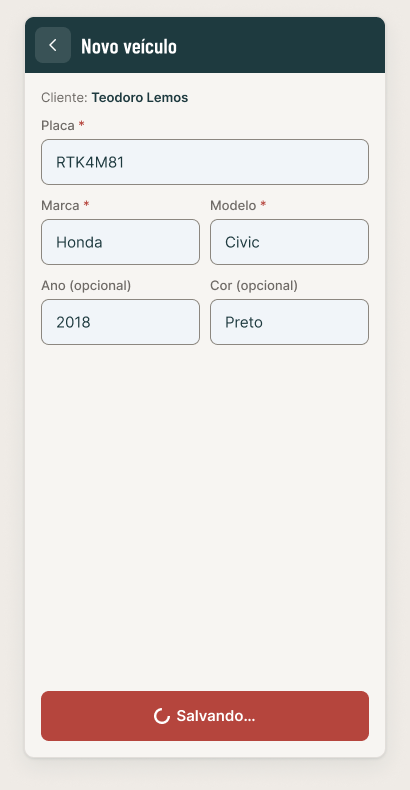 Novo veículo
Cliente: Teodoro Lemos
Placa *
RTK4M81
Marca * Modelo *
Honda Civic
Ano (opcional) Cor (opcional)
2018 Preto
Salvando...